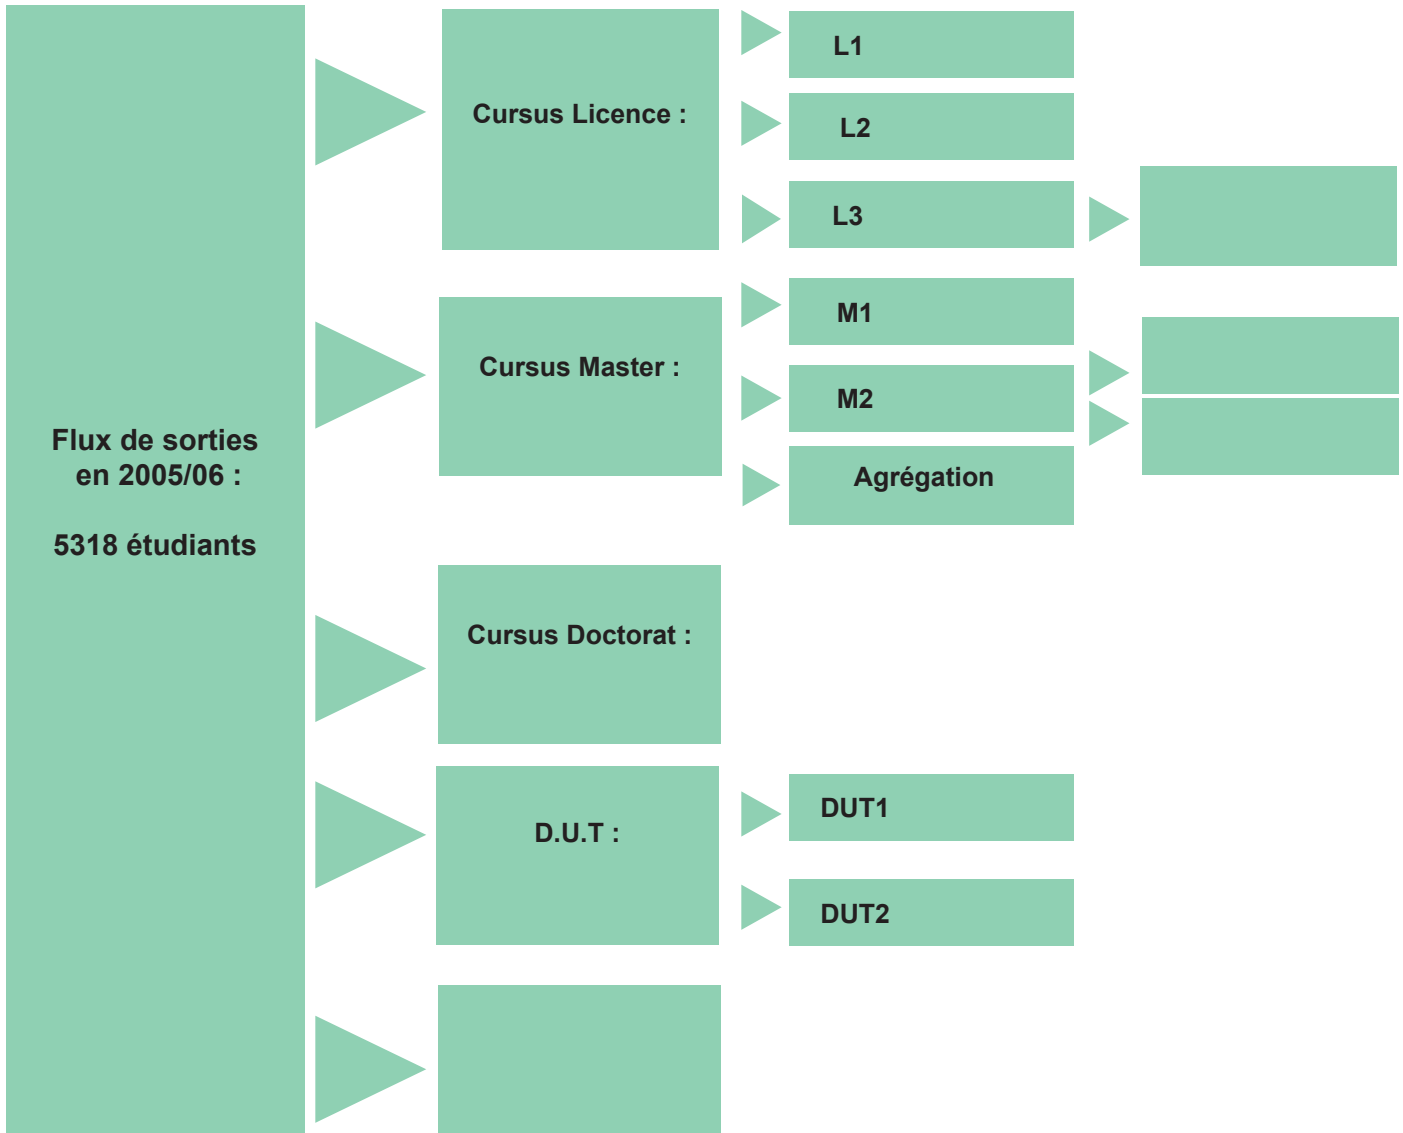 Flux de sorties
en 2005/06 :
5318 étudiants
Cursus Licence :
L1
L2
L3
Cursus Master :
M1
M2
Agrégation
Cursus Doctorat :
D.U.T :
DUT1
DUT2